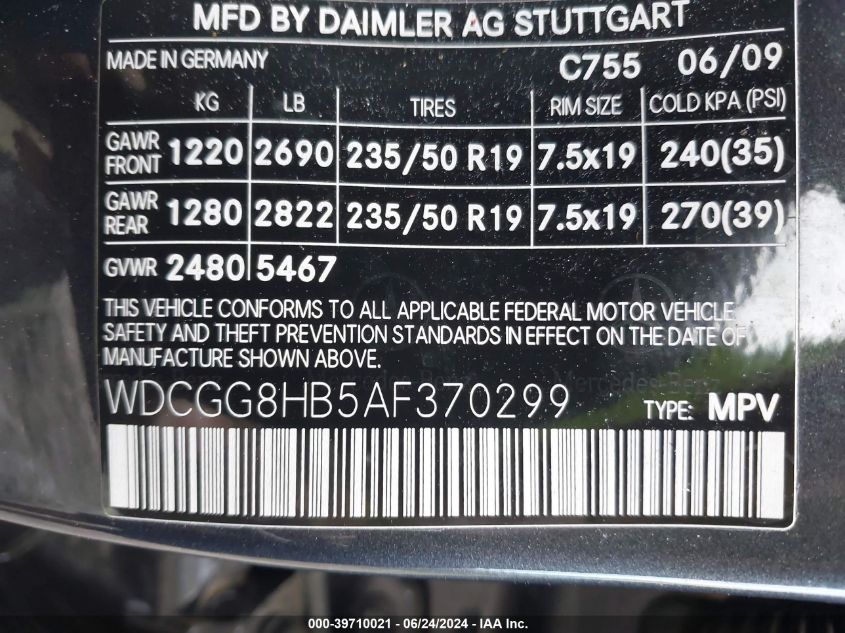 MFD BY DAIMLER AG STUTTGART
MADE IN GERMANY C755 06/09
KG LB TIRES RIM SIZE COLD KPA (PSI)
GAWR FRONT 1220 2690 235/50 R19 7.5x19 240(35)
GAWR REAR 1280 2822 235/50 R19 7.5x19 270(39)
GVWR 2480 5467
THIS VEHICLE CONFORMS TO ALL APPLICABLE FEDERAL MOTOR VEHICLE
SAFETY AND THEFT PREVENTION STANDARDS IN EFFECT ON THE DATE OF
MANUFACTURE SHOWN ABOVE.
Mercedes-Benz
WDCGG8HB5AF370299 TYPE: MPV
000-39710021 - 06/24/2024 - IAA Inc.